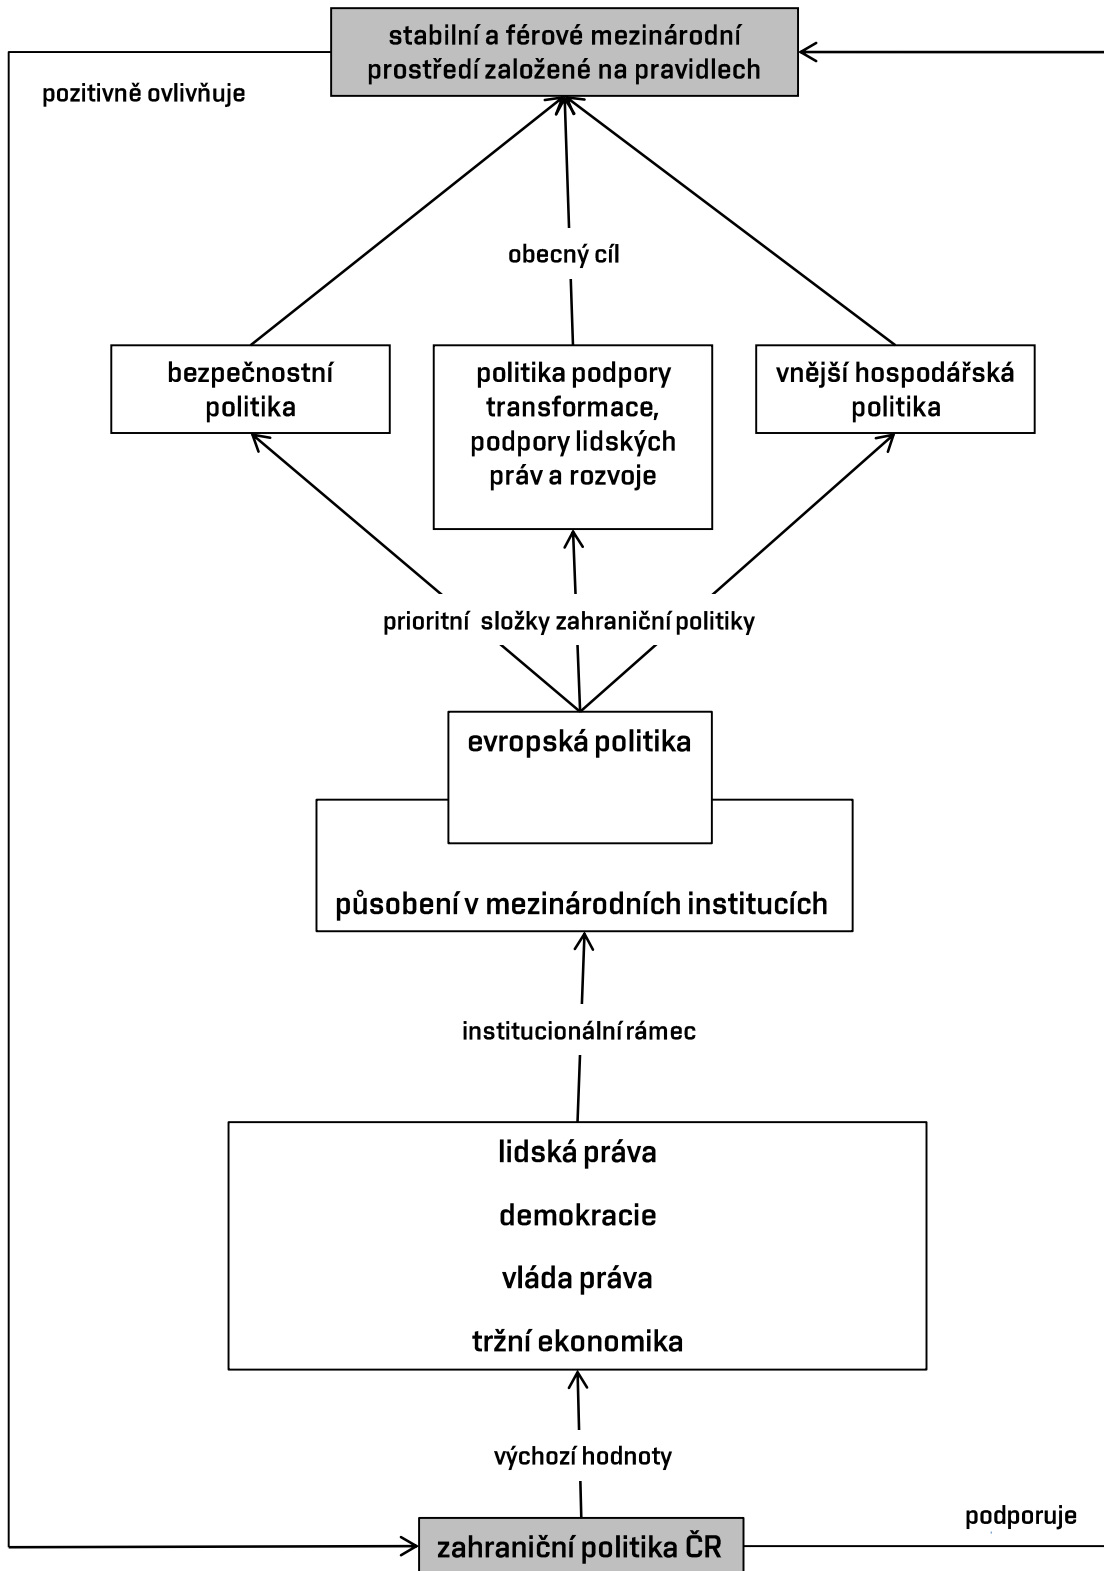 stabilní a férové mezinárodní
prostředí založené na pravidlech
pozitivně ovlivňuje
obecný cíl
bezpečnostní
politika
politika podpory
transformace,
podpory lidských
práv a rozvoje
vnější hospodářská
politika
prioritní složky zahraniční politiky
evropská politika
působení v mezinárodních institucích
institucionální rámec
lidská práva
demokracie
vláda práva
tržní ekonomika
výchozí hodnoty
podporuje
zahraniční politika ČR